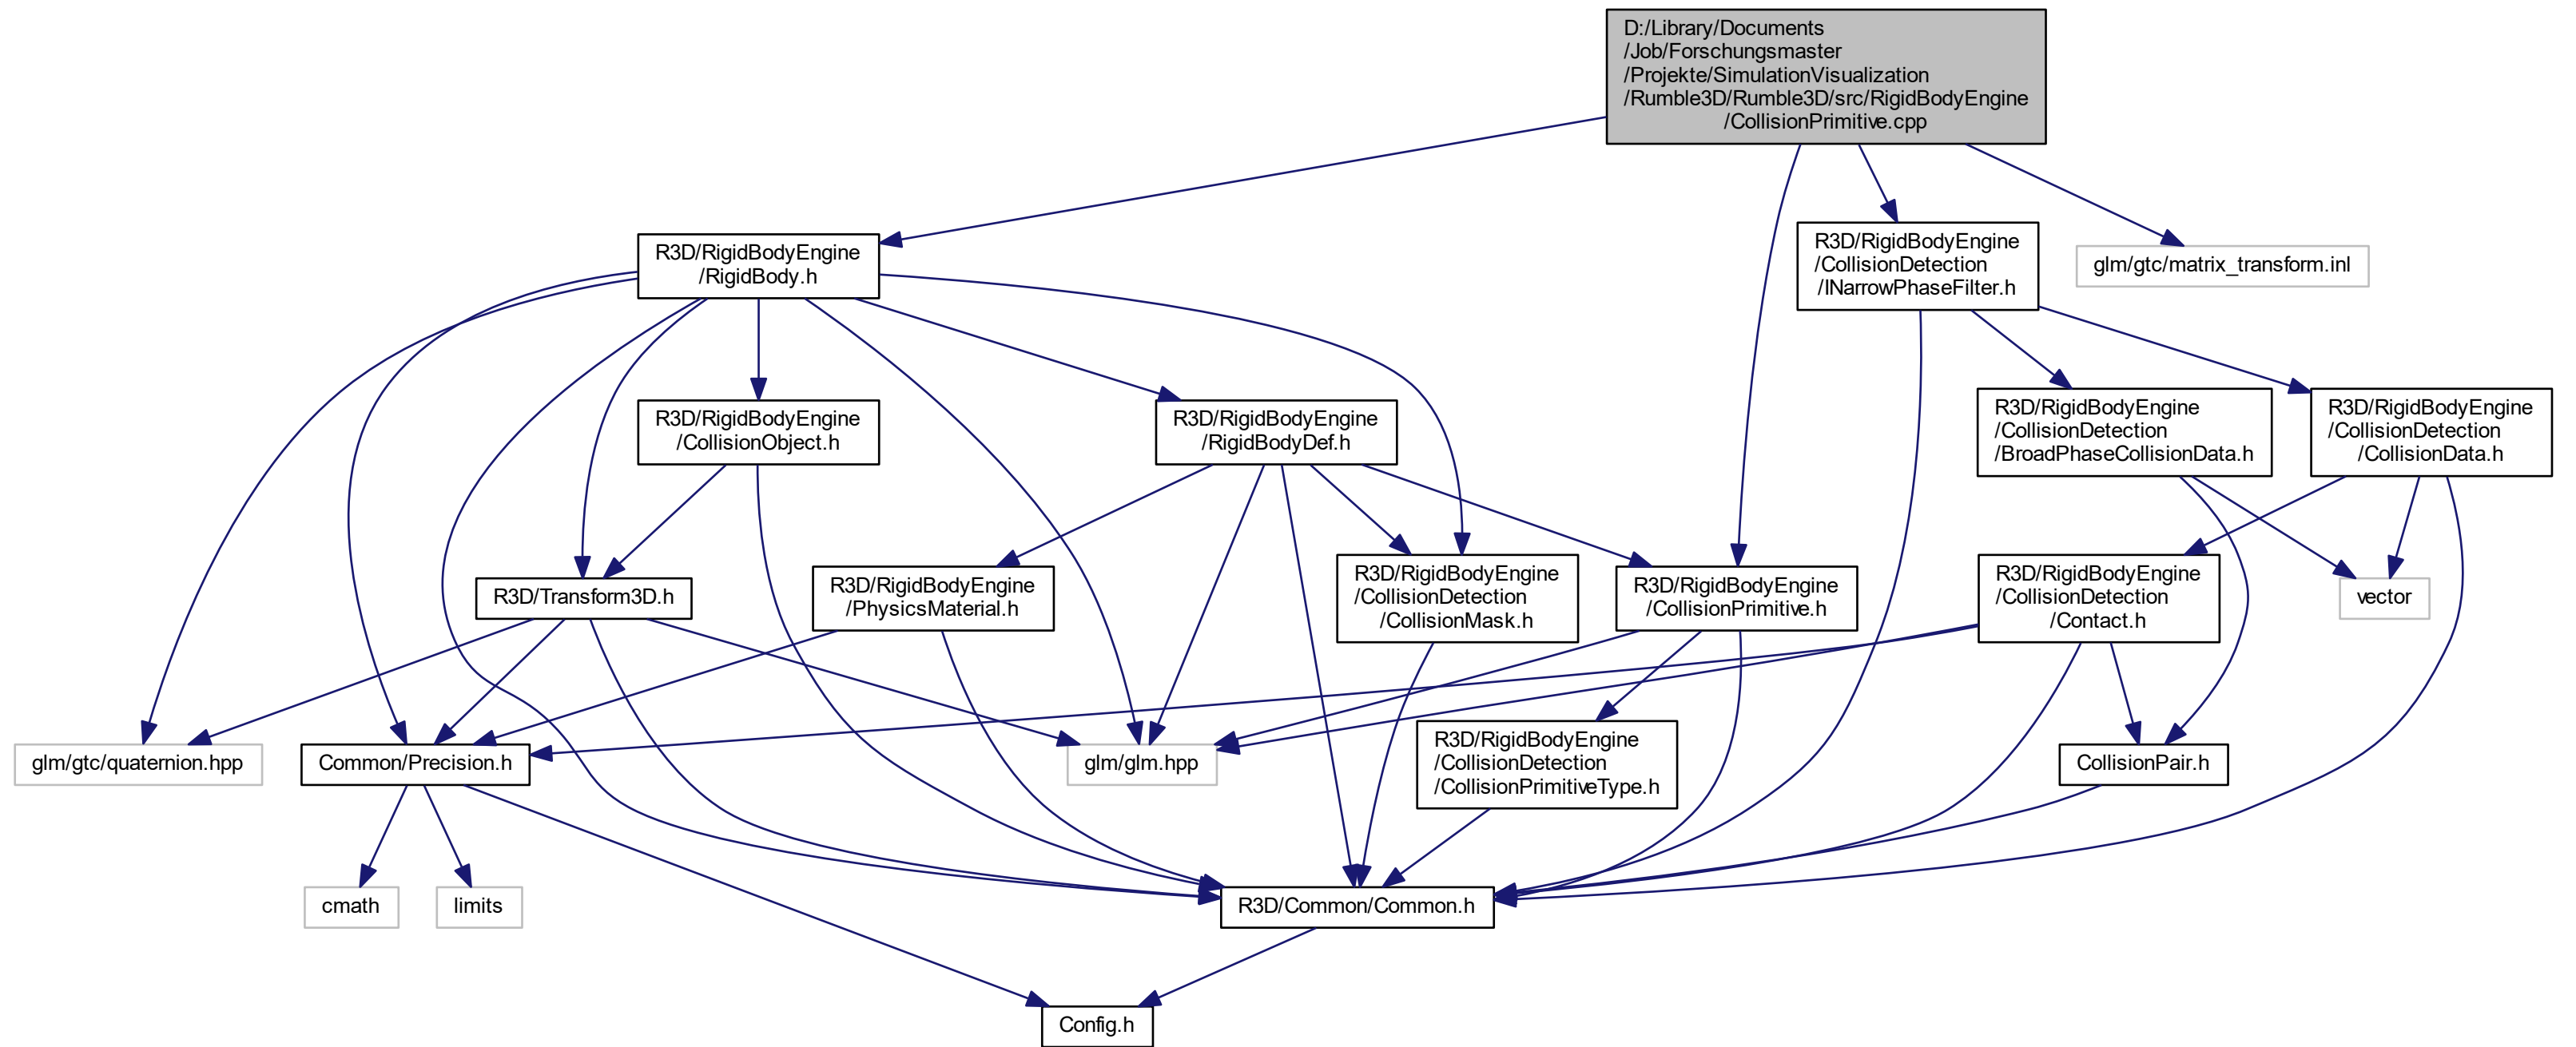 D:/Library/Documents
/Job/Forschungsmaster
/Projekte/SimulationVisualization
/Rumble3D/Rumble3D/src/RigidBodyEngine
/CollisionPrimitive.cpp
R3D/RigidBodyEngine
/RigidBody.h
R3D/RigidBodyEngine
/CollisionDetection
/INarrowPhaseFilter.h
glm/gtc/matrix_transform.inl
R3D/RigidBodyEngine
/CollisionObject.h
R3D/RigidBodyEngine
/RigidBodyDef.h
R3D/RigidBodyEngine
/CollisionDetection
/BroadPhaseCollisionData.h
R3D/RigidBodyEngine
/CollisionDetection
/CollisionData.h
R3D/Transform3D.h
R3D/RigidBodyEngine
/PhysicsMaterial.h
R3D/RigidBodyEngine
/CollisionDetection
/CollisionMask.h
R3D/RigidBodyEngine
/CollisionPrimitive.h
R3D/RigidBodyEngine
/CollisionDetection
/Contact.h
vector
glm/gtc/quaternion.hpp
Common/Precision.h
glm/glm.hpp
R3D/RigidBodyEngine
/CollisionDetection
/CollisionPrimitiveType.h
CollisionPair.h
cmath
limits
R3D/Common/Common.h
Config.h